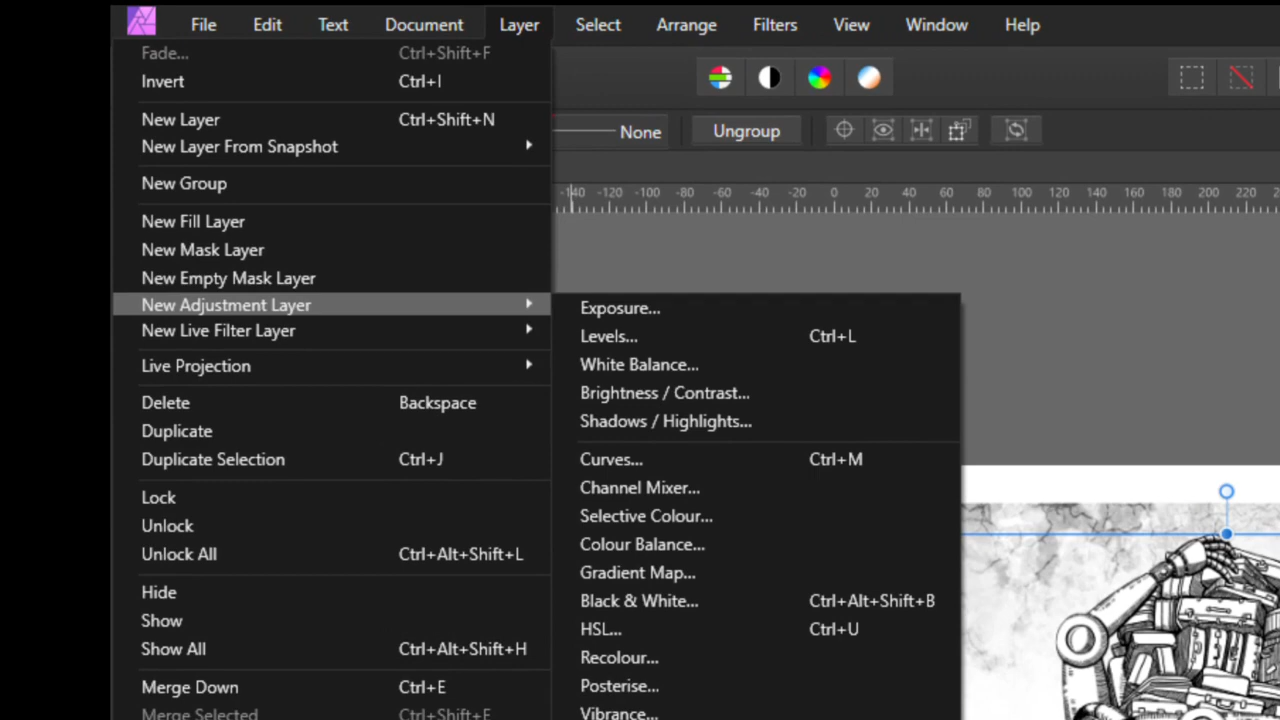 File Edit Text Document Layer Select Arrange Filters View Window Help
Fade... Ctrl+Shift+F
Invert Ctrl+I
New Layer Ctrl+Shift+N
New Layer From Snapshot
New Group
New Fill Layer
New Mask Layer
New Empty Mask Layer
New Adjustment Layer
New Live Filter Layer
Live Projection
Delete Backspace
Duplicate
Duplicate Selection Ctrl+J
Lock
Unlock
Unlock All Ctrl+Alt+Shift+L
Hide
Show
Show All Ctrl+Alt+Shift+H
Merge Down Ctrl+E
Merge Selected Ctrl+Shift+E
None Ungroup
-140 -120 -100 -80 -60 -40 -20 0 20 40 60 80 100 120 140 160 180 200 220
Exposure...
Levels... Ctrl+L
White Balance...
Brightness / Contrast...
Shadows / Highlights...
Curves... Ctrl+M
Channel Mixer...
Selective Colour...
Colour Balance...
Gradient Map...
Black & White... Ctrl+Alt+Shift+B
HSL... Ctrl+U
Recolour...
Posterise...
Vibrance...